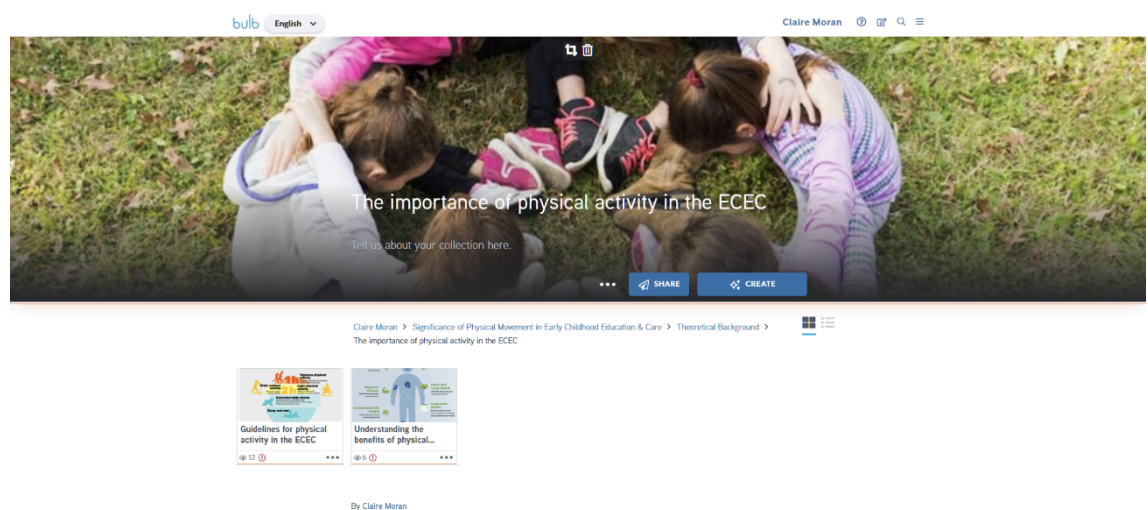 bulb English
Claire Moran
The importance of physical activity in the ECEC
Tell us about your collection here.
SHARE
CREATE
Claire Moran > Significance of Physical Movement in Early Childhood Education & Care > Theoretical Background >
The importance of physical activity in the ECEC
Guidelines for physical
activity in the ECEC
12
Understanding the
benefits of physical...
6
By Claire Moran